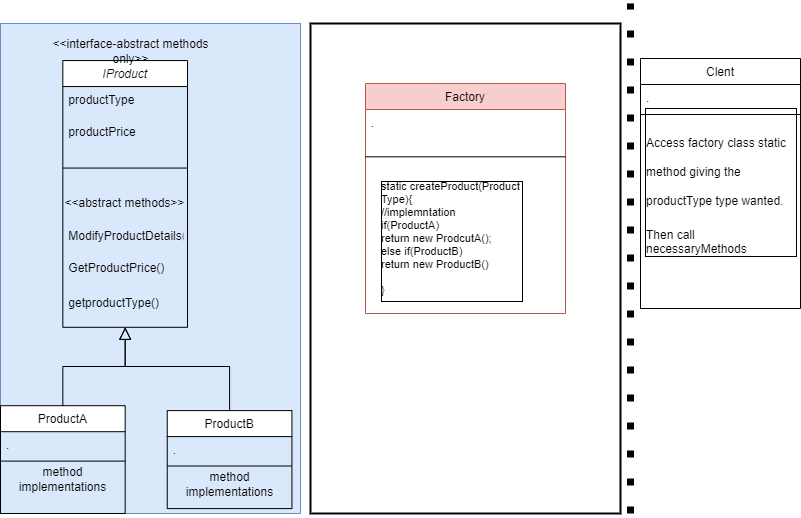 <<interface-abstract methods
only>>
IProduct
productType
productPrice
<<abstract methods>>
ModifyProductDetails(
GetProductPrice()
getproductType()
ProductA
.
method
implementations
ProductB
.
method
implementations
Factory
.
static createProduct(Product
Type){
//implemntation
if(ProductA)
return new ProdcutA();
else if(ProductB)
return new ProductB()
}
Clent
.
Access factory class static
method giving the
productType type wanted.
Then call
necessaryMethods